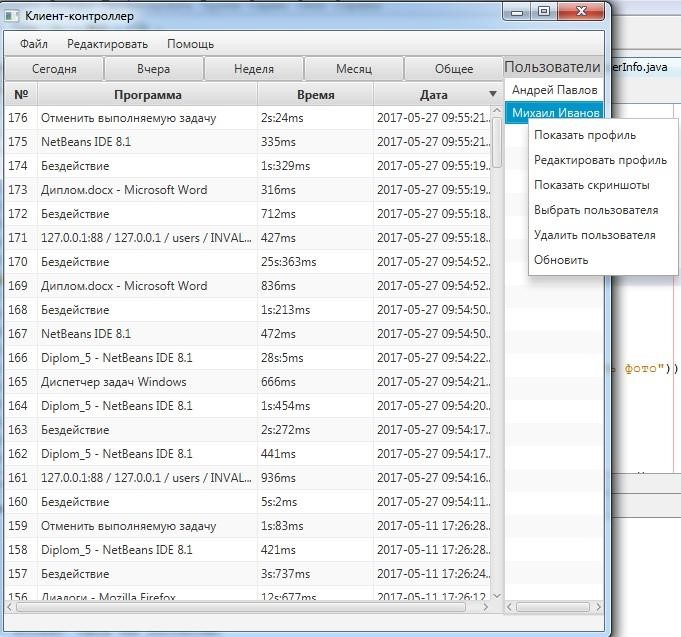 Клиент-контроллер
Файл Редактировать Помощь
Сегодня Вчера Неделя Месяц Общее Пользователи
№ Программа Время Дата
176 Отменить выполняемую задачу 2s:24ms 2017-05-27 09:55:21..
175 NetBeans IDE 8.1 335ms 2017-05-27 09:55:21..
174 Бездействие 1s:329ms 2017-05-27 09:55:19..
173 Диплом.docx - Microsoft Word 316ms 2017-05-27 09:55:19..
172 Бездействие 712ms 2017-05-27 09:55:18..
171 127.0.0.1:88 / 127.0.0.1 / users / INVAL... 427ms 2017-05-27 09:55:18..
170 Бездействие 25s:363ms 2017-05-27 09:54:52..
169 Диплом.docx - Microsoft Word 836ms 2017-05-27 09:54:52..
168 Бездействие 1s:213ms 2017-05-27 09:54:50..
167 NetBeans IDE 8.1 472ms 2017-05-27 09:54:50..
166 Diplom_5 - NetBeans IDE 8.1 28s:5ms 2017-05-27 09:54:22..
165 Диспетчер задач Windows 666ms 2017-05-27 09:54:21..
164 Diplom_5 - NetBeans IDE 8.1 1s:454ms 2017-05-27 09:54:20..
163 Бездействие 2s:272ms 2017-05-27 09:54:17..
162 Diplom_5 - NetBeans IDE 8.1 441ms 2017-05-27 09:54:17..
161 127.0.0.1:88 / 127.0.0.1 / users / INVAL... 936ms 2017-05-27 09:54:16..
160 Бездействие 5s:2ms 2017-05-27 09:54:11..
159 Отменить выполняемую задачу 1s:83ms 2017-05-11 17:26:28..
158 Diplom_5 - NetBeans IDE 8.1 421ms 2017-05-11 17:26:28..
157 Бездействие 3s:737ms 2017-05-11 17:26:24..
156 Диалоги - Mozilla Firefox 12s:677ms 2017-05-11 17:26:12
Андрей Павлов
Михаил Иванов
Показать профиль
Редактировать профиль
Показать скриншоты
Выбрать пользователя
Удалить пользователя
Обновить
erInfo.java
ь фото"))